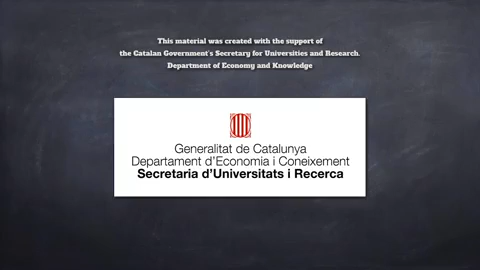 This material was created with the support of
the Catalan Government's Secretary for Universities and Research.
Department of Economy and Knowledge
Generalitat de Catalunya
Departament d'Economia i Coneixement
Secretaria d'Universitats i Recerca